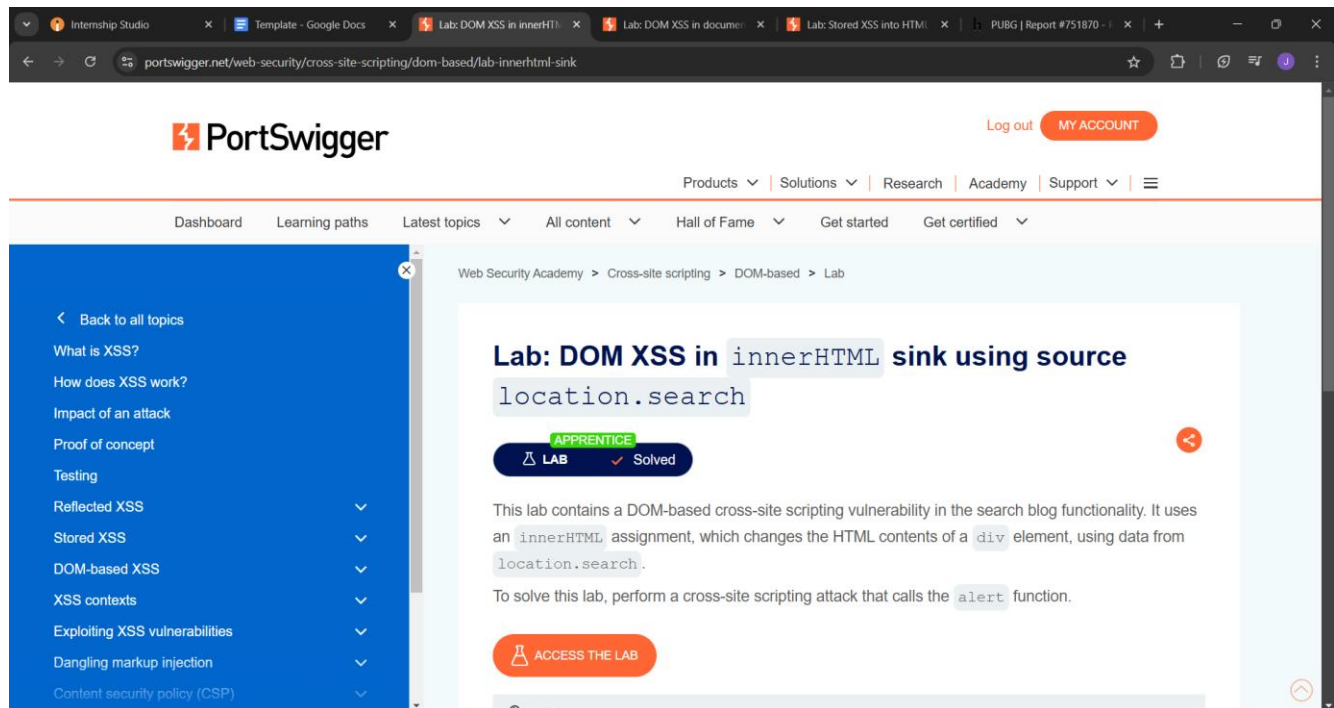 Internship Studio
Template - Google Docs
Lab: DOM XSS in innerHTM
Lab: DOM XSS in documen
Lab: Stored XSS into HTML
PUBG | Report #751870 -
portswigger.net/web-security/cross-site-scripting/dom-based/lab-innerhtml-sink
J
PortSwigger
Log out
MY ACCOUNT
Products
Solutions
Research
Academy
Support
Dashboard
Learning paths
Latest topics
All content
Hall of Fame
Get started
Get certified
Web Security Academy > Cross-site scripting > DOM-based > Lab
Back to all topics
What is XSS?
How does XSS work?
Impact of an attack
Proof of concept
Testing
Reflected XSS
Stored XSS
DOM-based XSS
XSS contexts
Exploiting XSS vulnerabilities
Dangling markup injection
Content security policy (CSP)
Lab: DOM XSS in innerHTML sink using source
location.search
APPRENTICE
LAB
Solved
This lab contains a DOM-based cross-site scripting vulnerability in the search blog functionality. It uses
an innerHTML assignment, which changes the HTML contents of a div element, using data from
location.search.
To solve this lab, perform a cross-site scripting attack that calls the alert function.
ACCESS THE LAB